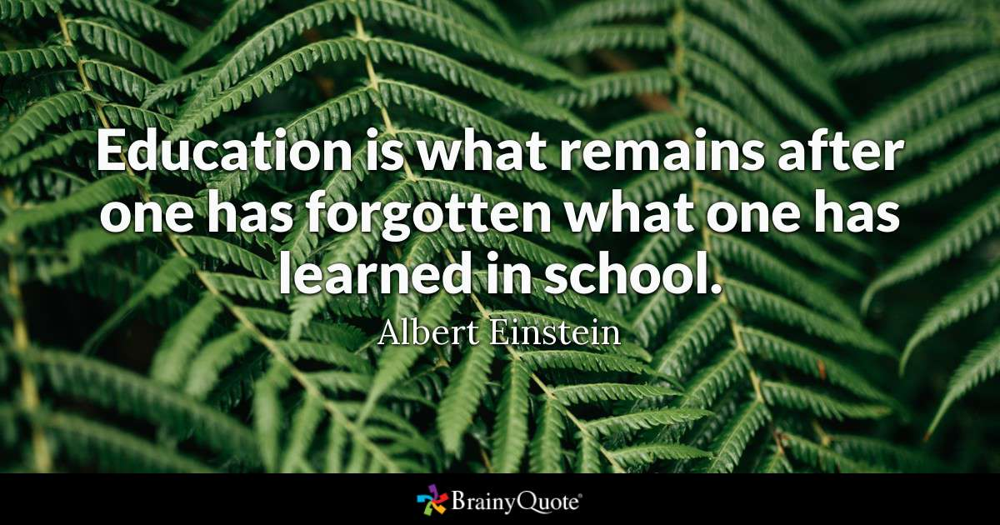 Education is what remains after
one has forgotten what one has
learned in school.
Albert Einstein
BrainyQuote®